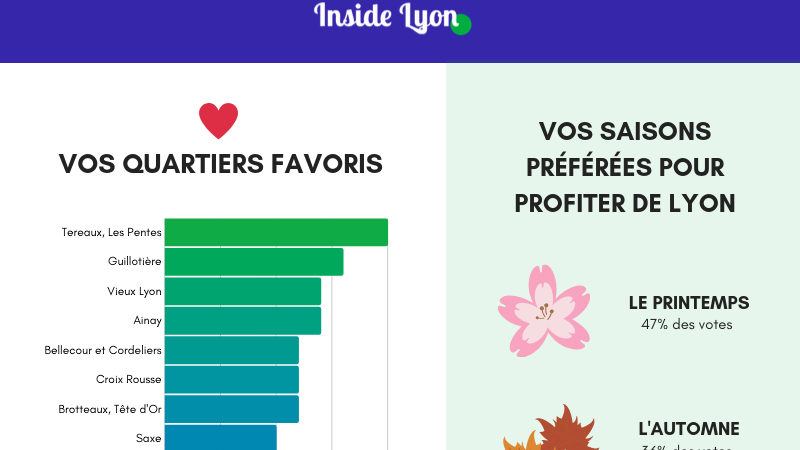 Inside Lyon
VOS QUARTIERS FAVORIS
Tereaux, Les Pentes
Guillotière
Vieux Lyon
Ainay
Bellecour et Cordeliers
Croix Rousse
Brotteaux, Tête d'Or
Saxe
VOS SAISONS
PRÉFÉRÉES POUR
PROFITER DE LYON
LE PRINTEMPS
47% des votes
L'AUTOMNE